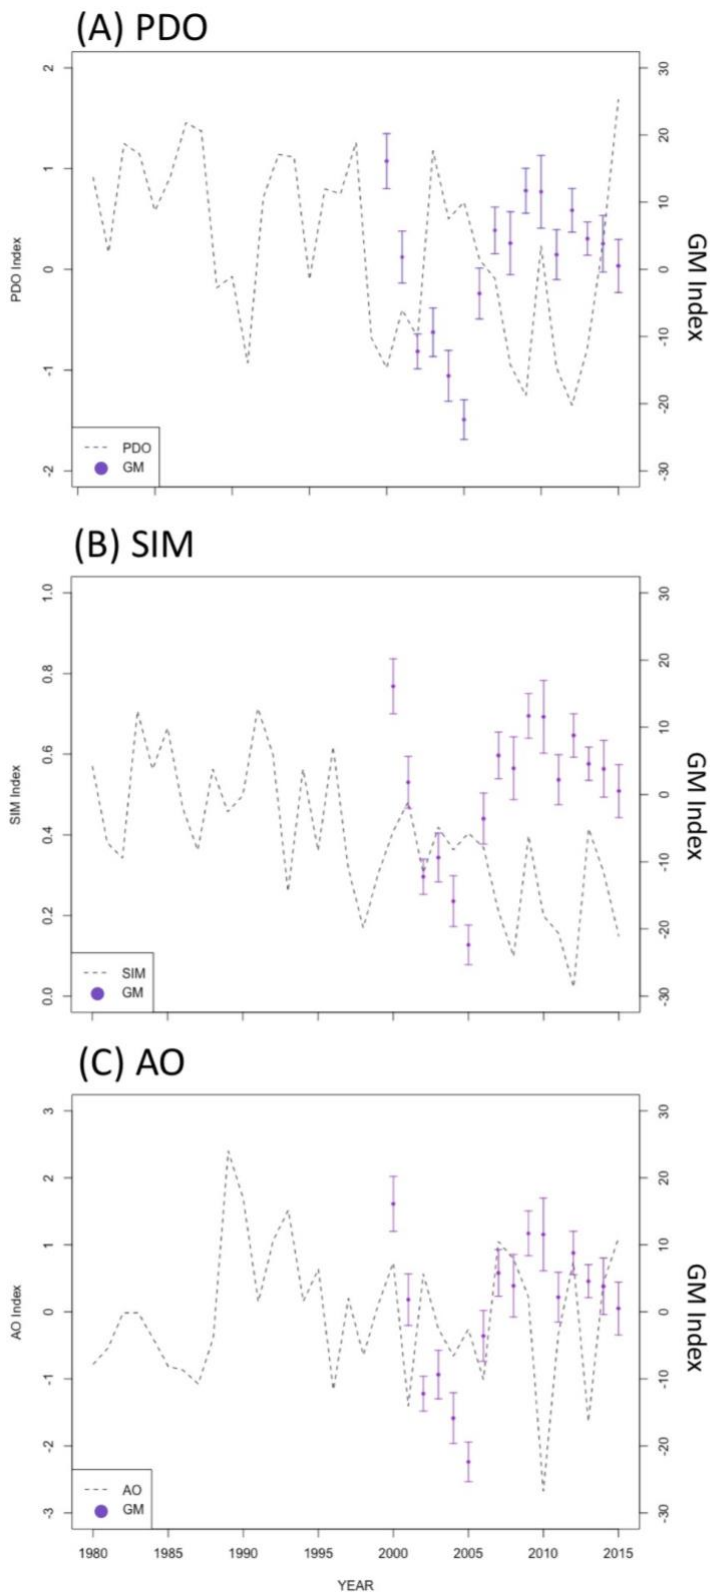 (A) PDO
2
1
0
-1
-2
PDO Index
30
20
10
0
-10
-20
-30
GM Index
PDO
GM
(B) SIM
1.0
0.8
0.6
0.4
0.2
0.0
SIM Index
30
20
10
0
-10
-20
-30
GM Index
SIM
GM
(C) AO
3
2
1
0
-1
-2
-3
AO Index
30
20
10
0
-10
-20
-30
GM Index
AO
GM
1980 1985 1990 1995 2000 2005 2010 2015
YEAR